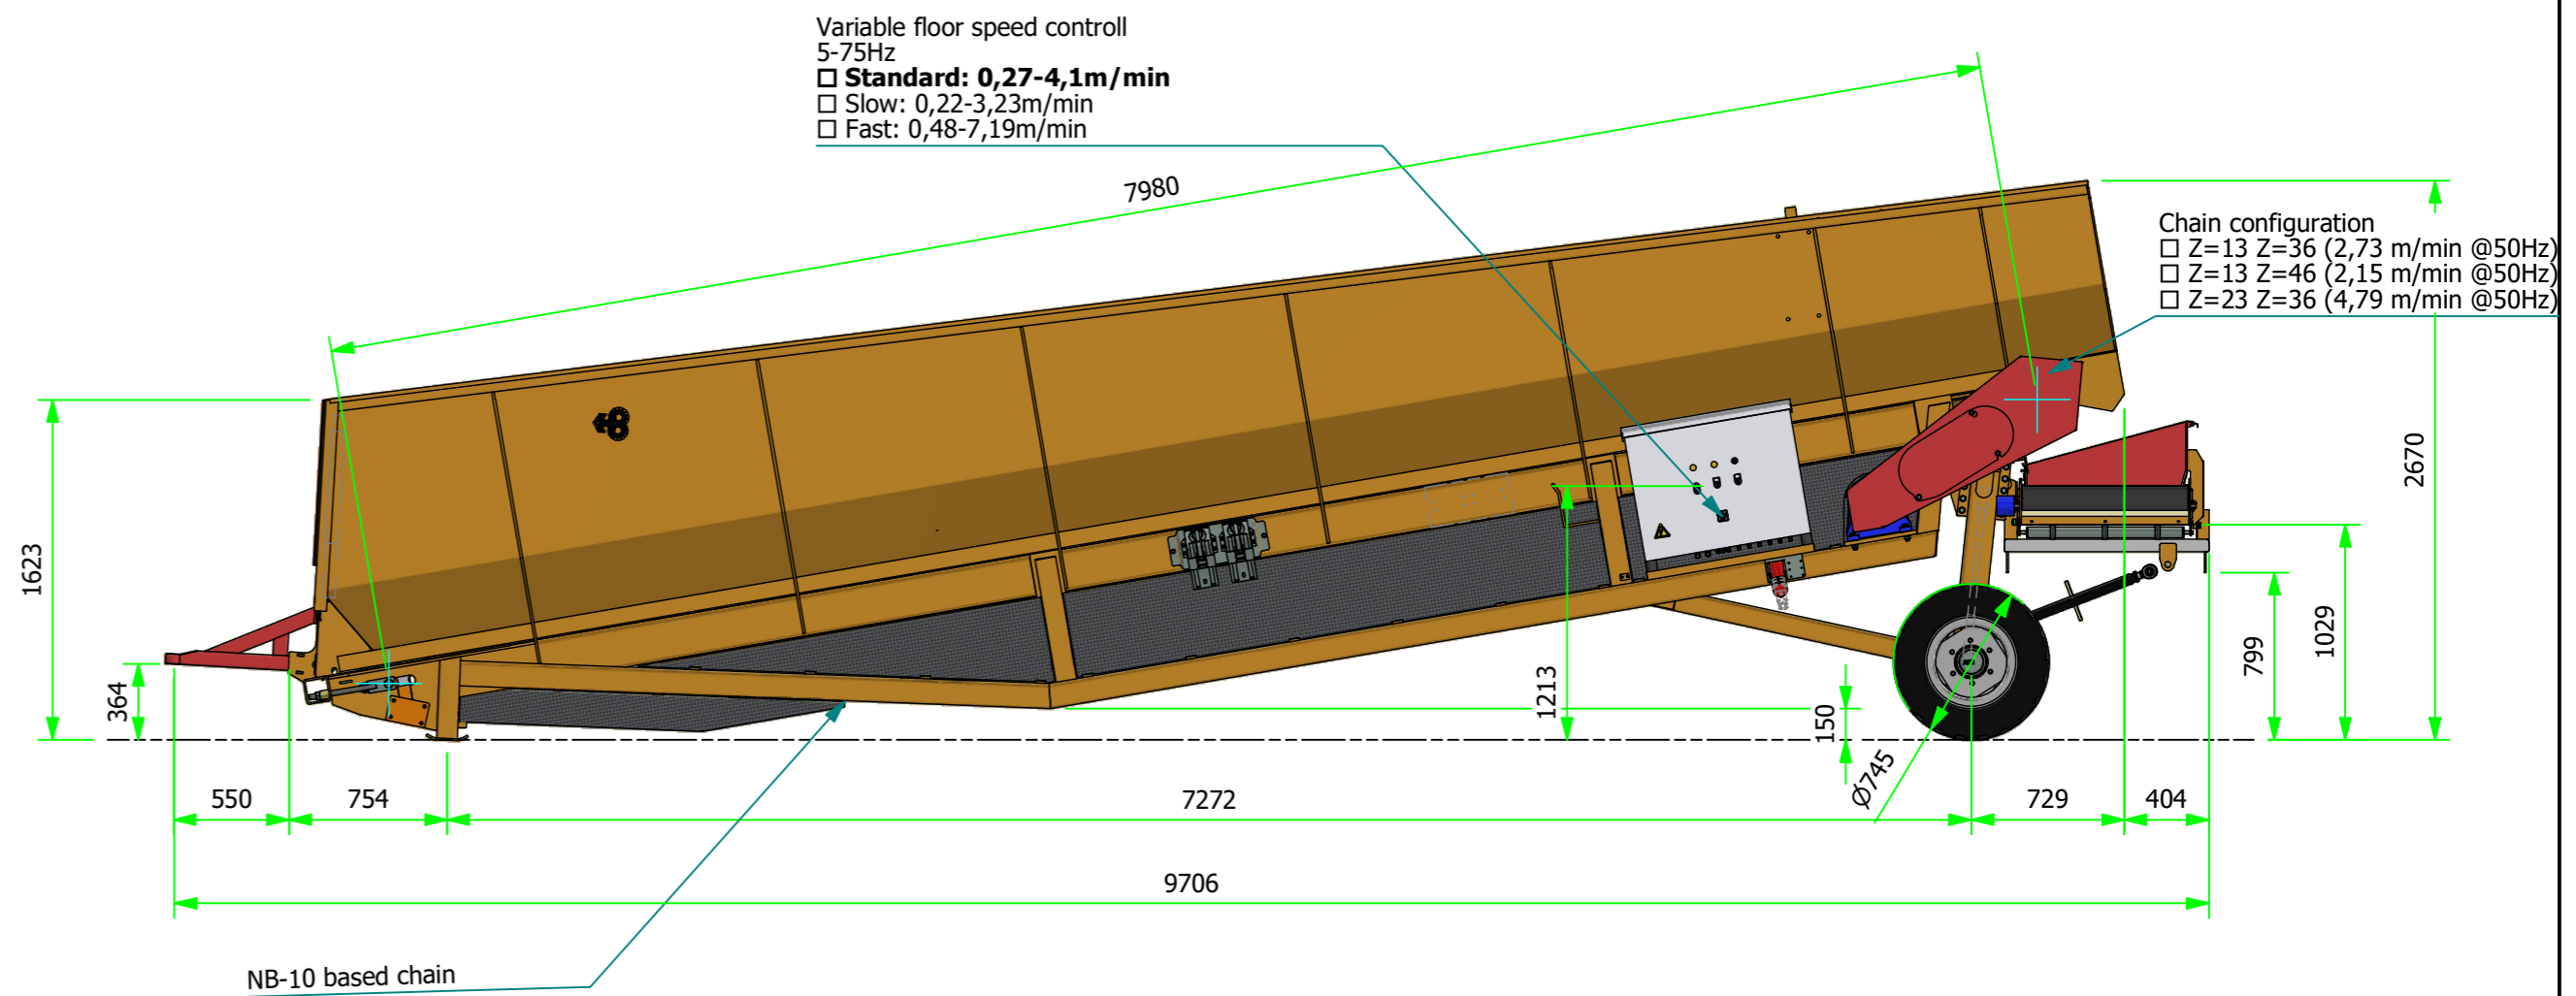 Variable floor speed controll
5-75Hz
☐ Standard: 0,27-4,1m/min
☐ Slow: 0,22-3,23m/min
☐ Fast: 0,48-7,19m/min
7980
Chain configuration
☐ Z=13 Z=36 (2,73 m/min @50Hz)
☐ Z=13 Z=46 (2,15 m/min @50Hz)
☐ Z=23 Z=36 (4,79 m/min @50Hz)
2670
1623
364
1213
150
Ø745
799
1029
550
754
7272
729
404
9706
NB-10 based chain